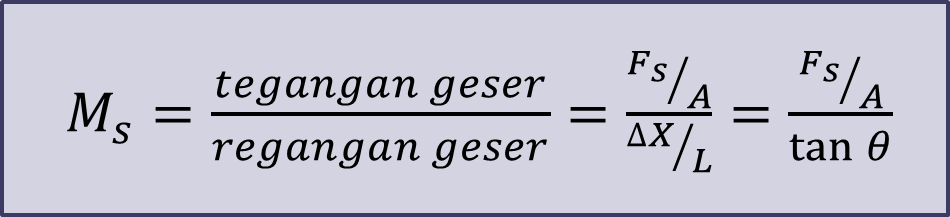 M_s = tegangan geser / regangan geser = (F_S/A) / (ΔX/L) = (F_S/A) / tan θ